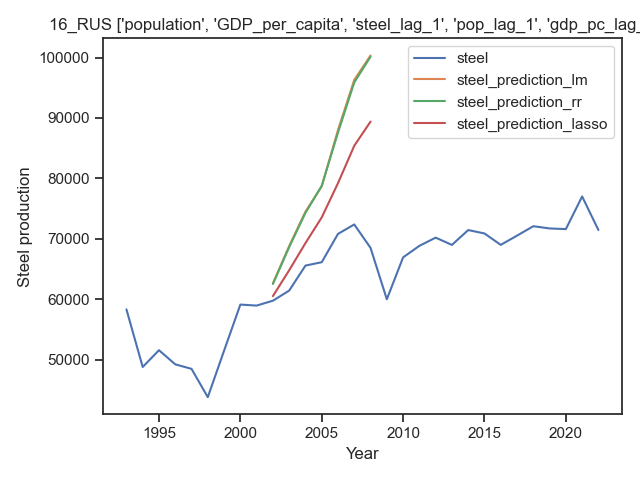 16_RUS ['population', 'GDP_per_capita', 'steel_lag_1', 'pop_lag_1', 'gdp_pc_lag_
steel
steel_prediction_lm
steel_prediction_rr
steel_prediction_lasso
100000
90000
80000
70000
60000
50000
Steel production
1995
2000
2005
2010
2015
2020
Year